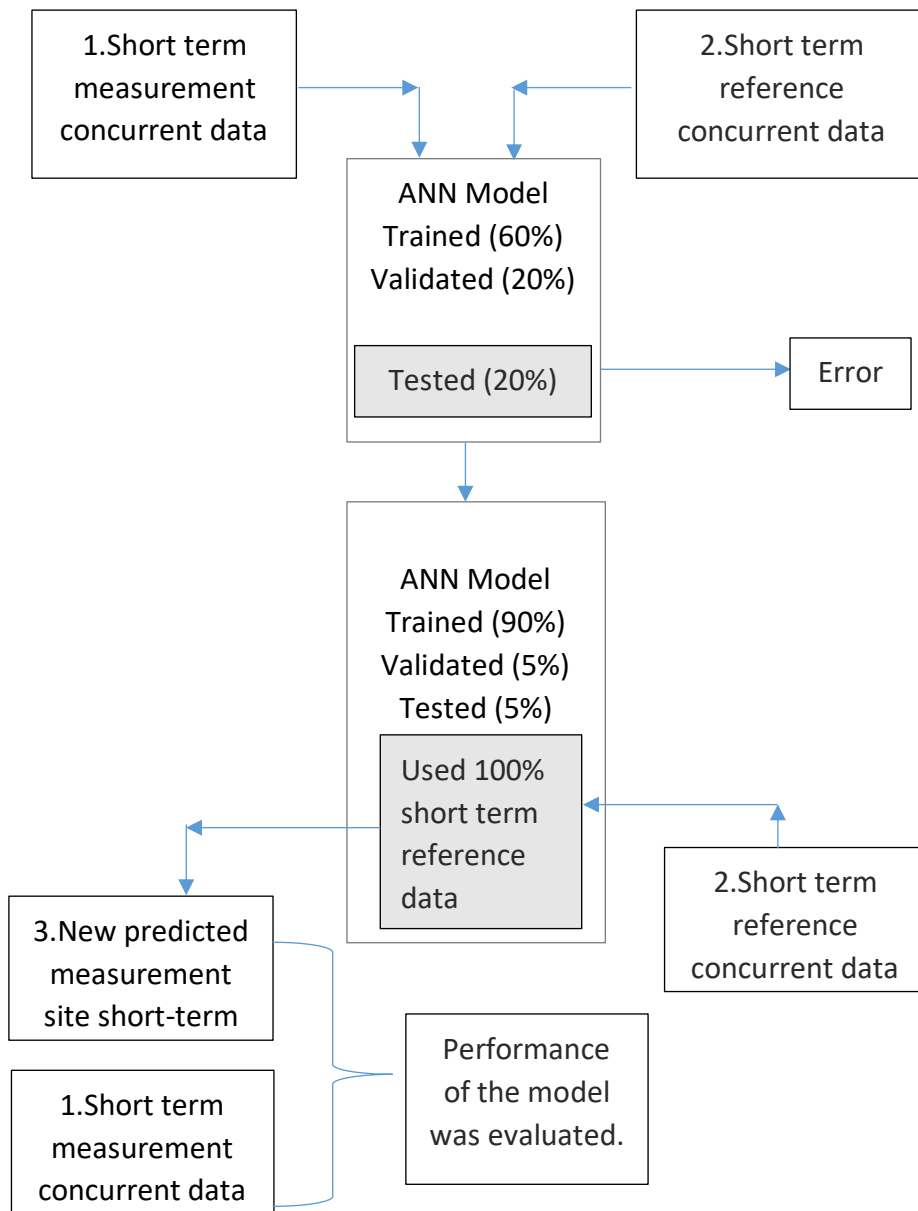 1.Short term
measurement
concurrent data
2.Short term
reference
concurrent data
ANN Model
Trained (60%)
Validated (20%)
Tested (20%)
Error
ANN Model
Trained (90%)
Validated (5%)
Tested (5%)
Used 100%
short term
reference
data
2.Short term
reference
concurrent data
3.New predicted
measurement
site short-term
Performance
of the model
was evaluated.
1.Short term
measurement
concurrent data